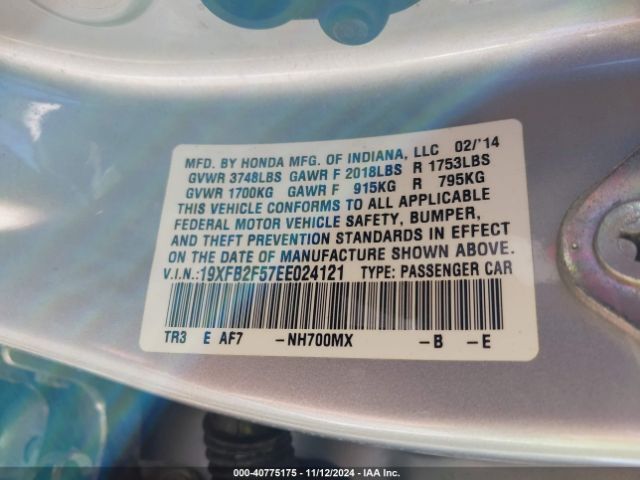 MFD. BY HONDA MFG. OF INDIANA, LLC 02/'14
GVWR 3748LBS GAWR F 2018LBS R 1753LBS
GVWR 1700KG GAWR F 915KG R 795KG
THIS VEHICLE CONFORMS TO ALL APPLICABLE
FEDERAL MOTOR VEHICLE SAFETY, BUMPER,
AND THEFT PREVENTION STANDARDS IN EFFECT
ON THE DATE OF MANUFACTURE SHOWN ABOVE.
V.I.N.:19XFB2F57EE024121 TYPE: PASSENGER CAR
TR3 E AF7 -NH700MX -B -E
000-40775175 - 11/12/2024 - IAA Inc.